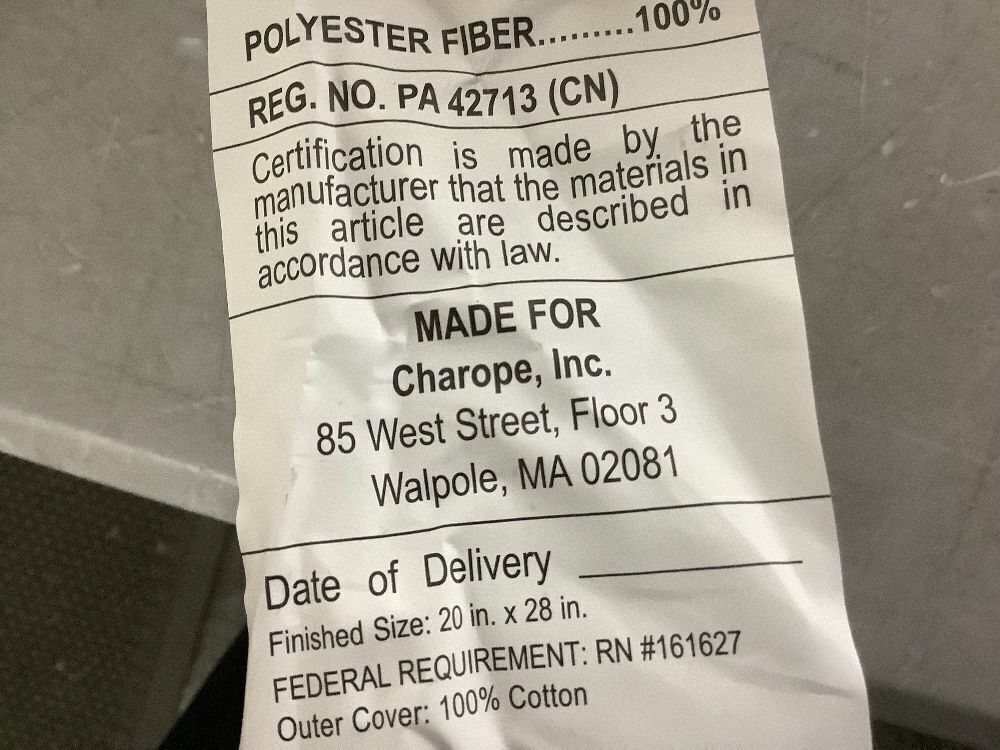 POLYESTER FIBER.........100%
REG. NO. PA 42713 (CN)
Certification is made by the
manufacturer that the materials in
this article are described in
accordance with law.
MADE FOR
Charope, Inc.
85 West Street, Floor 3
Walpole, MA 02081
Date of Delivery ____________
Finished Size: 20 in. x 28 in.
FEDERAL REQUIREMENT: RN #161627
Outer Cover: 100% Cotton